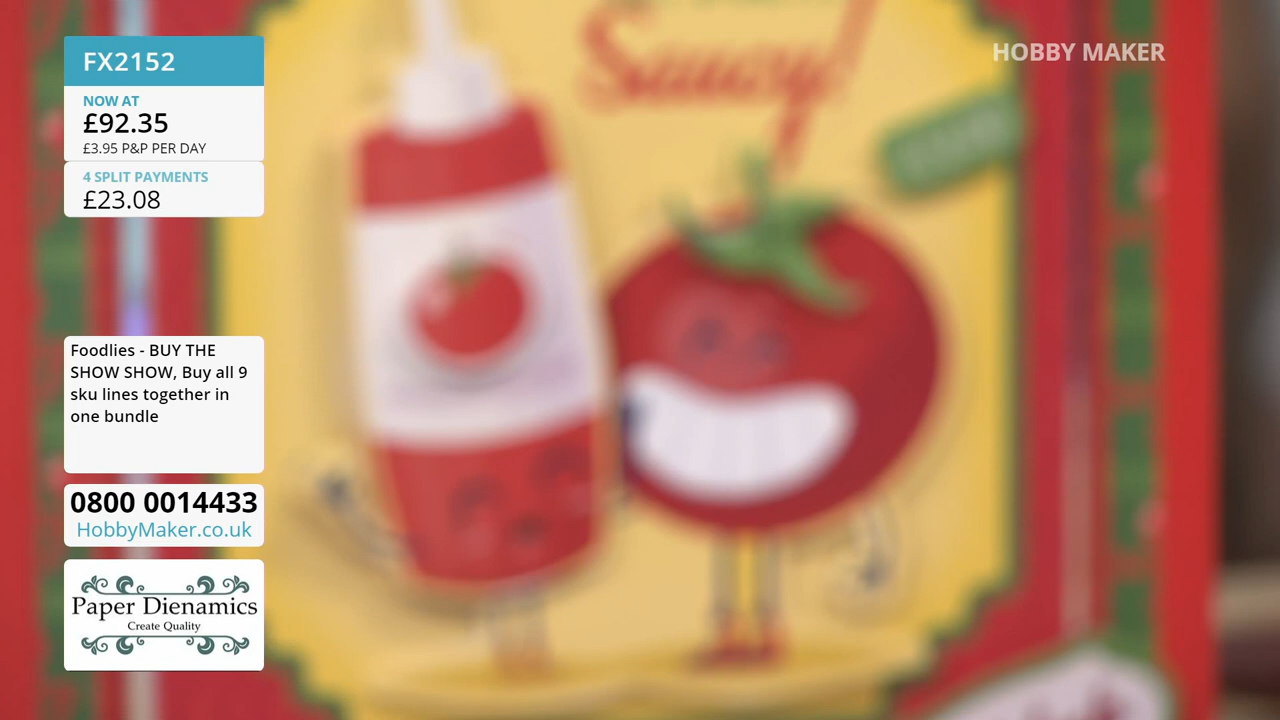 FX2152
NOW AT
£92.35
£3.95 P&P PER DAY
4 SPLIT PAYMENTS
£23.08
Foodlies - BUY THE
SHOW SHOW, Buy all 9
sku lines together in
one bundle
0800 0014433
HobbyMaker.co.uk
Paper Dienamics
Create Quality
HOBBY MAKER
Saucy!